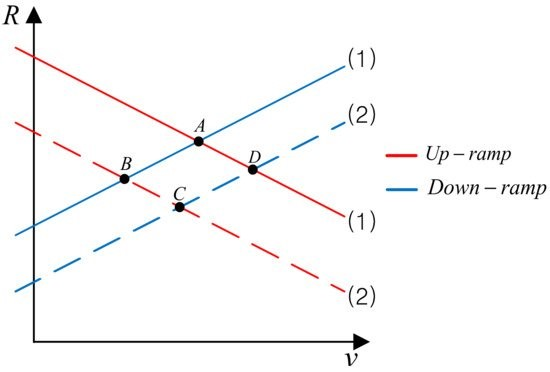 R
(1)
(2)
A
D
B
C
Up-ramp
Down-ramp
(1)
(2)
v